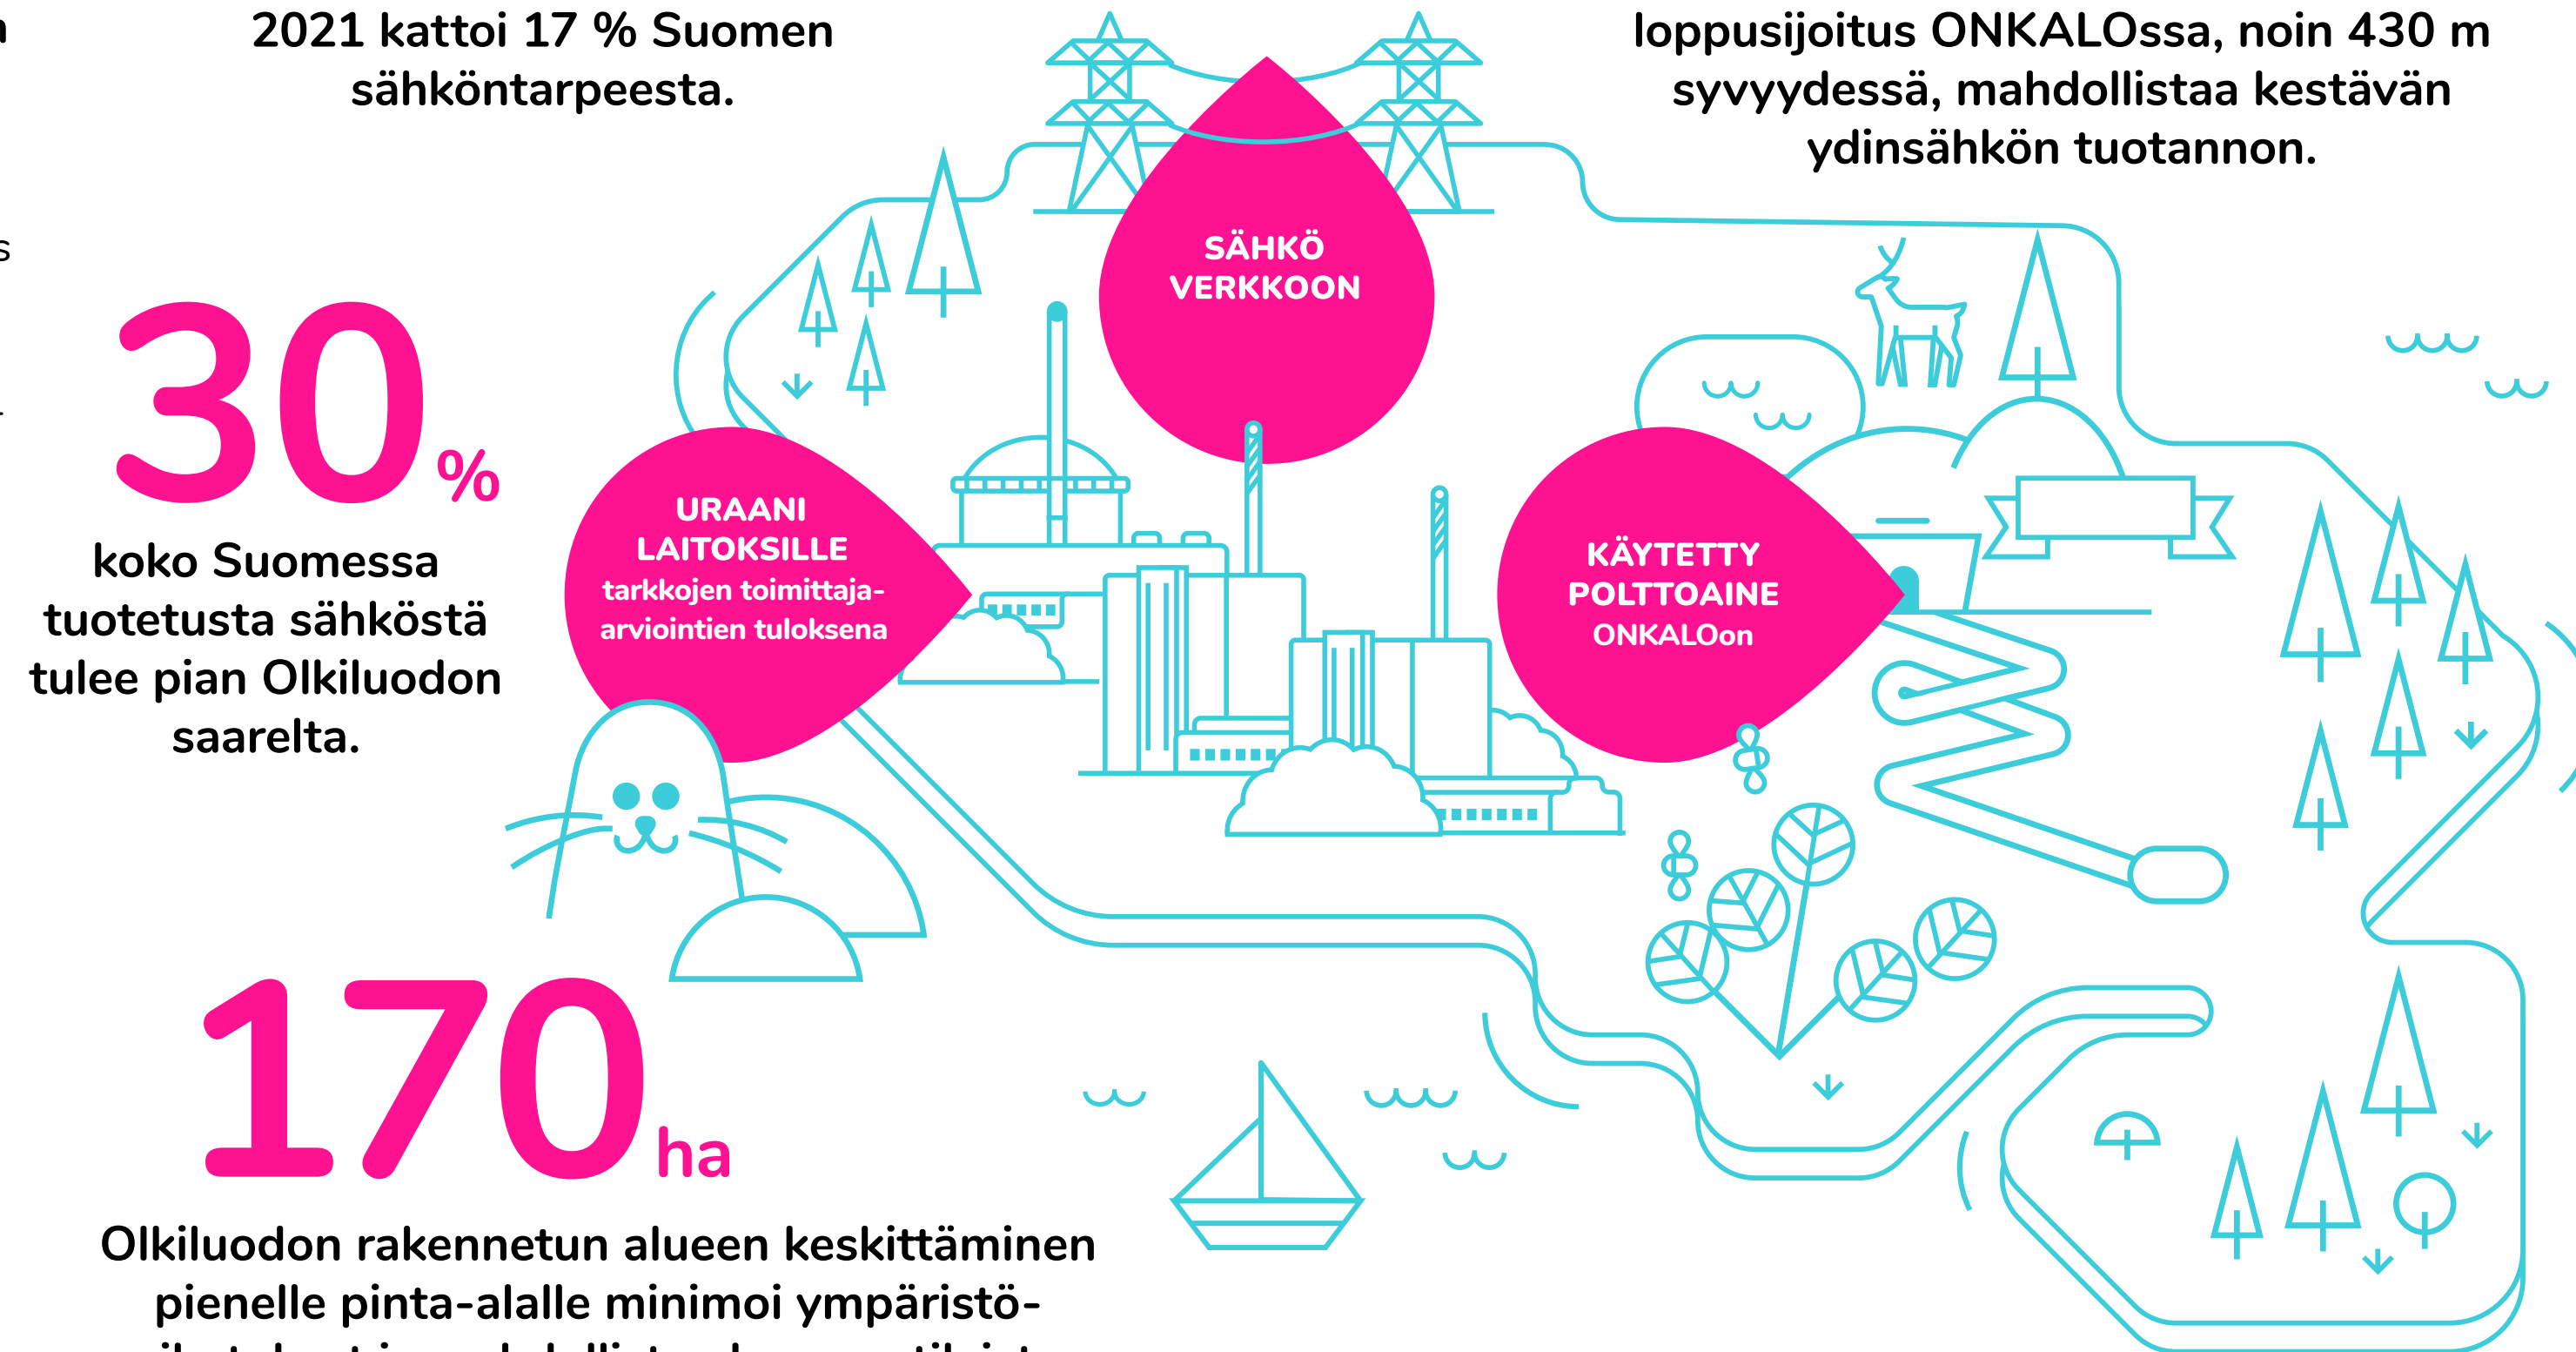 2021 kattoi 17 % Suomen
sähköntarpeesta.
loppusijoitus ONKALOssa, noin 430 m
syvyydessä, mahdollistaa kestävän
ydinsähkön tuotannon.
SÄHKÖ
VERKKOON
30 %
koko Suomessa
tuotetusta sähköstä
tulee pian Olkiluodon
saarelta.
URAANI
LAITOKSILLE
tarkkojen toimittaja-
arviointien tuloksena
KÄYTETTY
POLTTOAINE
ONKALOon
170 ha
Olkiluodon rakennetun alueen keskittäminen
pienelle pinta-alalle minimoi ympäristö-